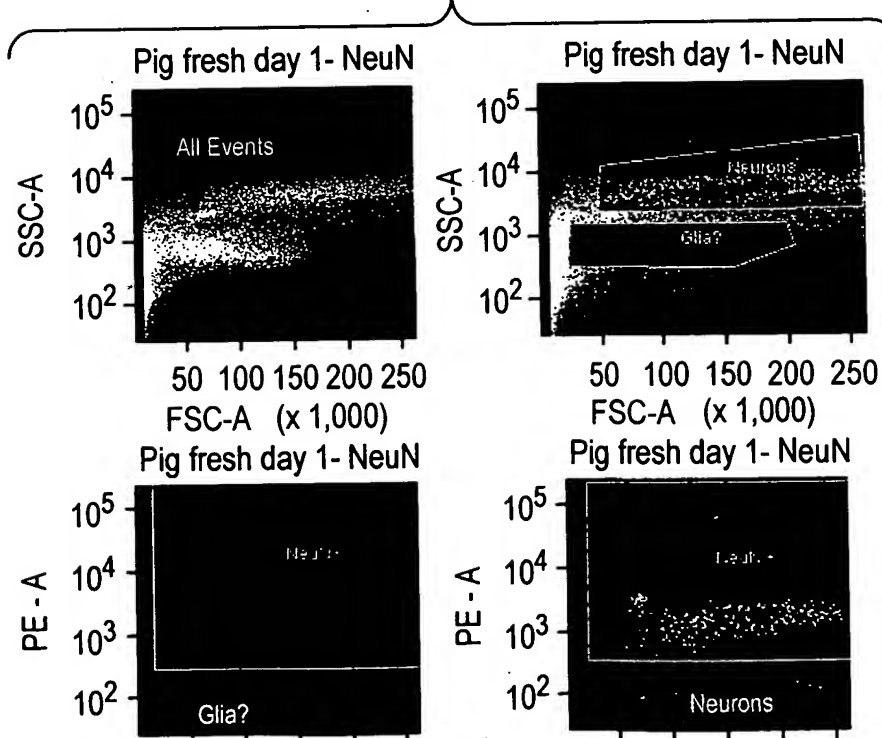 Pig fresh day 1- NeuN
SSC-A
10⁵
10⁴
10³
10²
All Events
50 100 150 200 250
FSC-A (x 1,000)
Pig fresh day 1- NeuN
SSC-A
10⁵
10⁴
10³
10²
Neurons
Glia?
50 100 150 200 250
FSC-A (x 1,000)
Pig fresh day 1- NeuN
PE - A
10⁵
10⁴
10³
10²
Glia?
Pig fresh day 1- NeuN
PE - A
10⁵
10⁴
10³
10²
Neurons